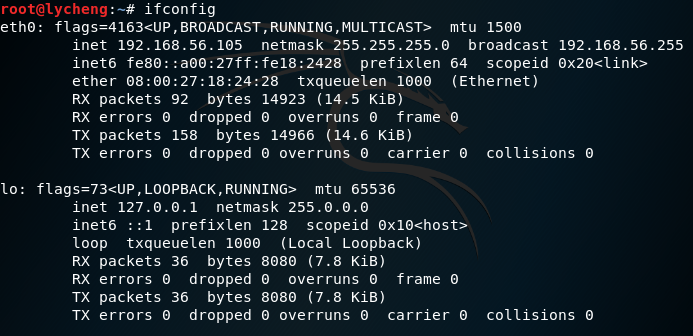 root@lycheng:~# ifconfig
eth0: flags=4163<UP,BROADCAST,RUNNING,MULTICAST>  mtu 1500
        inet 192.168.56.105  netmask 255.255.255.0  broadcast 192.168.56.255
        inet6 fe80::a00:27ff:fe18:2428  prefixlen 64  scopeid 0x20<link>
        ether 08:00:27:18:24:28  txqueuelen 1000  (Ethernet)
        RX packets 92  bytes 14923 (14.5 KiB)
        RX errors 0  dropped 0  overruns 0  frame 0
        TX packets 158  bytes 14966 (14.6 KiB)
        TX errors 0  dropped 0 overruns 0  carrier 0  collisions 0

lo: flags=73<UP,LOOPBACK,RUNNING>  mtu 65536
        inet 127.0.0.1  netmask 255.0.0.0
        inet6 ::1  prefixlen 128  scopeid 0x10<host>
        loop  txqueuelen 1000  (Local Loopback)
        RX packets 36  bytes 8080 (7.8 KiB)
        RX errors 0  dropped 0  overruns 0  frame 0
        TX packets 36  bytes 8080 (7.8 KiB)
        TX errors 0  dropped 0 overruns 0  carrier 0  collisions 0